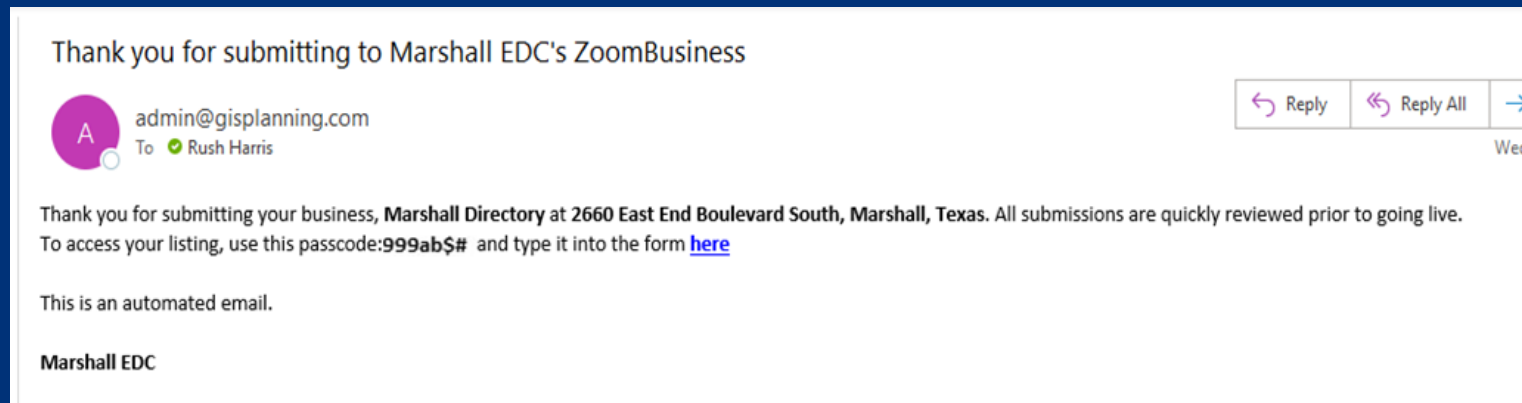 Thank you for submitting to Marshall EDC's ZoomBusiness
A
admin@gisplanning.com
To Rush Harris
Reply
Reply All
Wed
Thank you for submitting your business, Marshall Directory at 2660 East End Boulevard South, Marshall, Texas. All submissions are quickly reviewed prior to going live.
To access your listing, use this passcode:999ab$# and type it into the form here
This is an automated email.
Marshall EDC